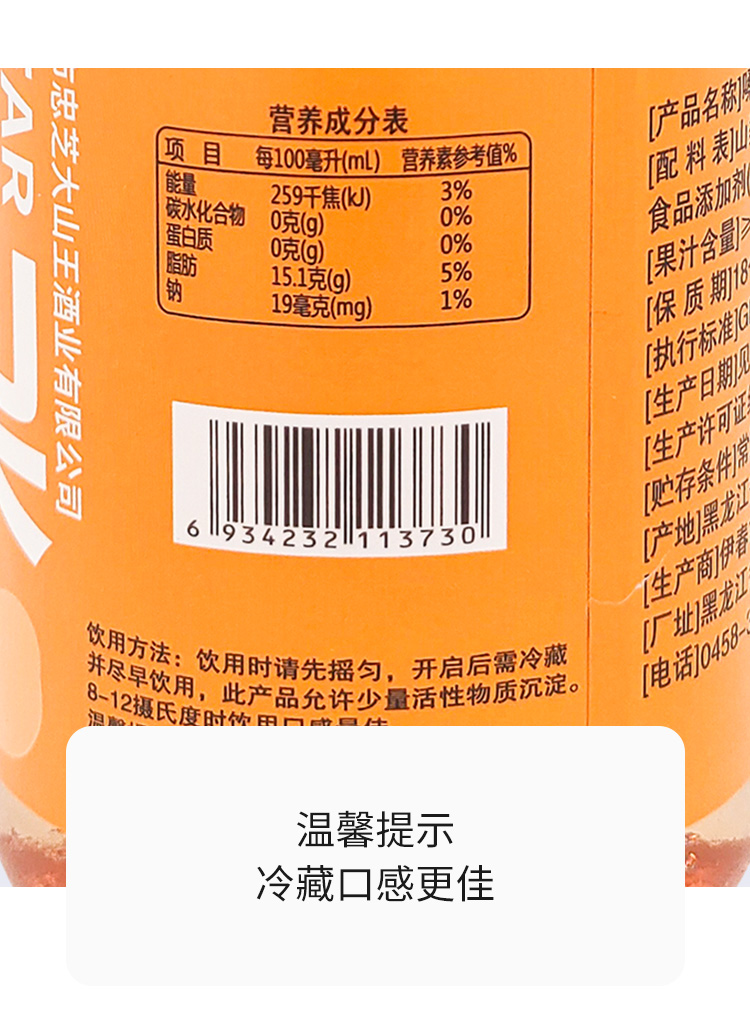 TAR
忠芝大山王酒业有限公司
营养成分表
项 目 每100毫升(mL) 营养素参考值%
能量 259千焦(kJ) 3%
碳水化合物 0克(g) 0%
蛋白质 0克(g) 0%
脂肪 15.1克(g) 5%
钠 19毫克(mg) 1%
6 934232 113730
饮用方法：饮用时请先摇匀，开启后需冷藏
并尽早饮用，此产品允许少量活性物质沉淀。
8-12摄氏度时饮用口感最佳
[产品名称]
[配 料 表]山
食品添加剂(
[果汁含量]≥
[保 质 期]18
[执行标准]G
[生产日期]见
[生产许可证
[贮存条件]常
[产地]黑龙江
[生产商]伊春
[厂址]黑龙江
[电话]0458-3
温馨提示
冷藏口感更佳